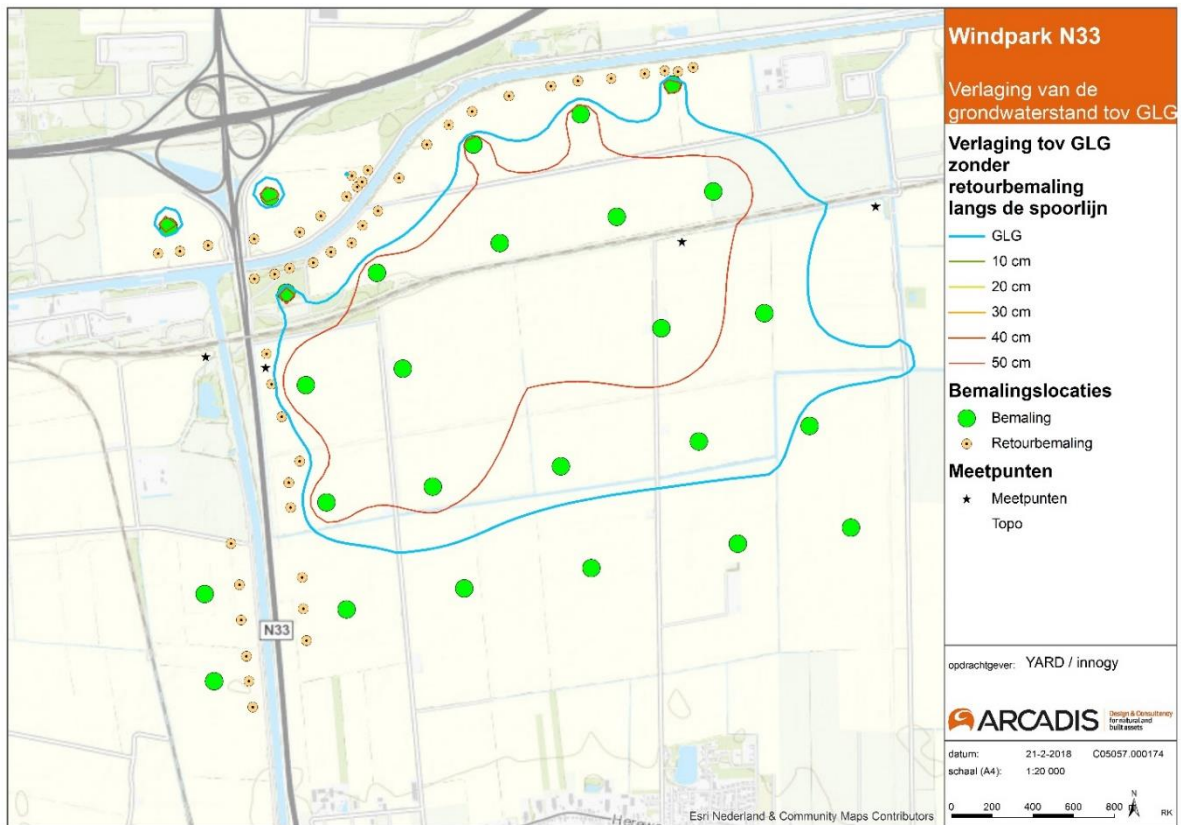 Windpark N33
Verlaging van de
grondwaterstand tov GLG
Verlaging tov GLG
zonder
retourbemaling
langs de spoorlijn
GLG
10 cm
20 cm
30 cm
40 cm
50 cm
Bemalingslocaties
Bemaling
Retourbemaling
Meetpunten
Meetpunten
Topo
opdrachtgever: YARD / innogy
ARCADIS
Design & Consultancy
for natural and
built assets
datum: 21-2-2018 C05057.000174
schaal (A4): 1:20 000
0 200 400 600 800
N
RK
N33
Esri Nederland & Community Maps Contributors